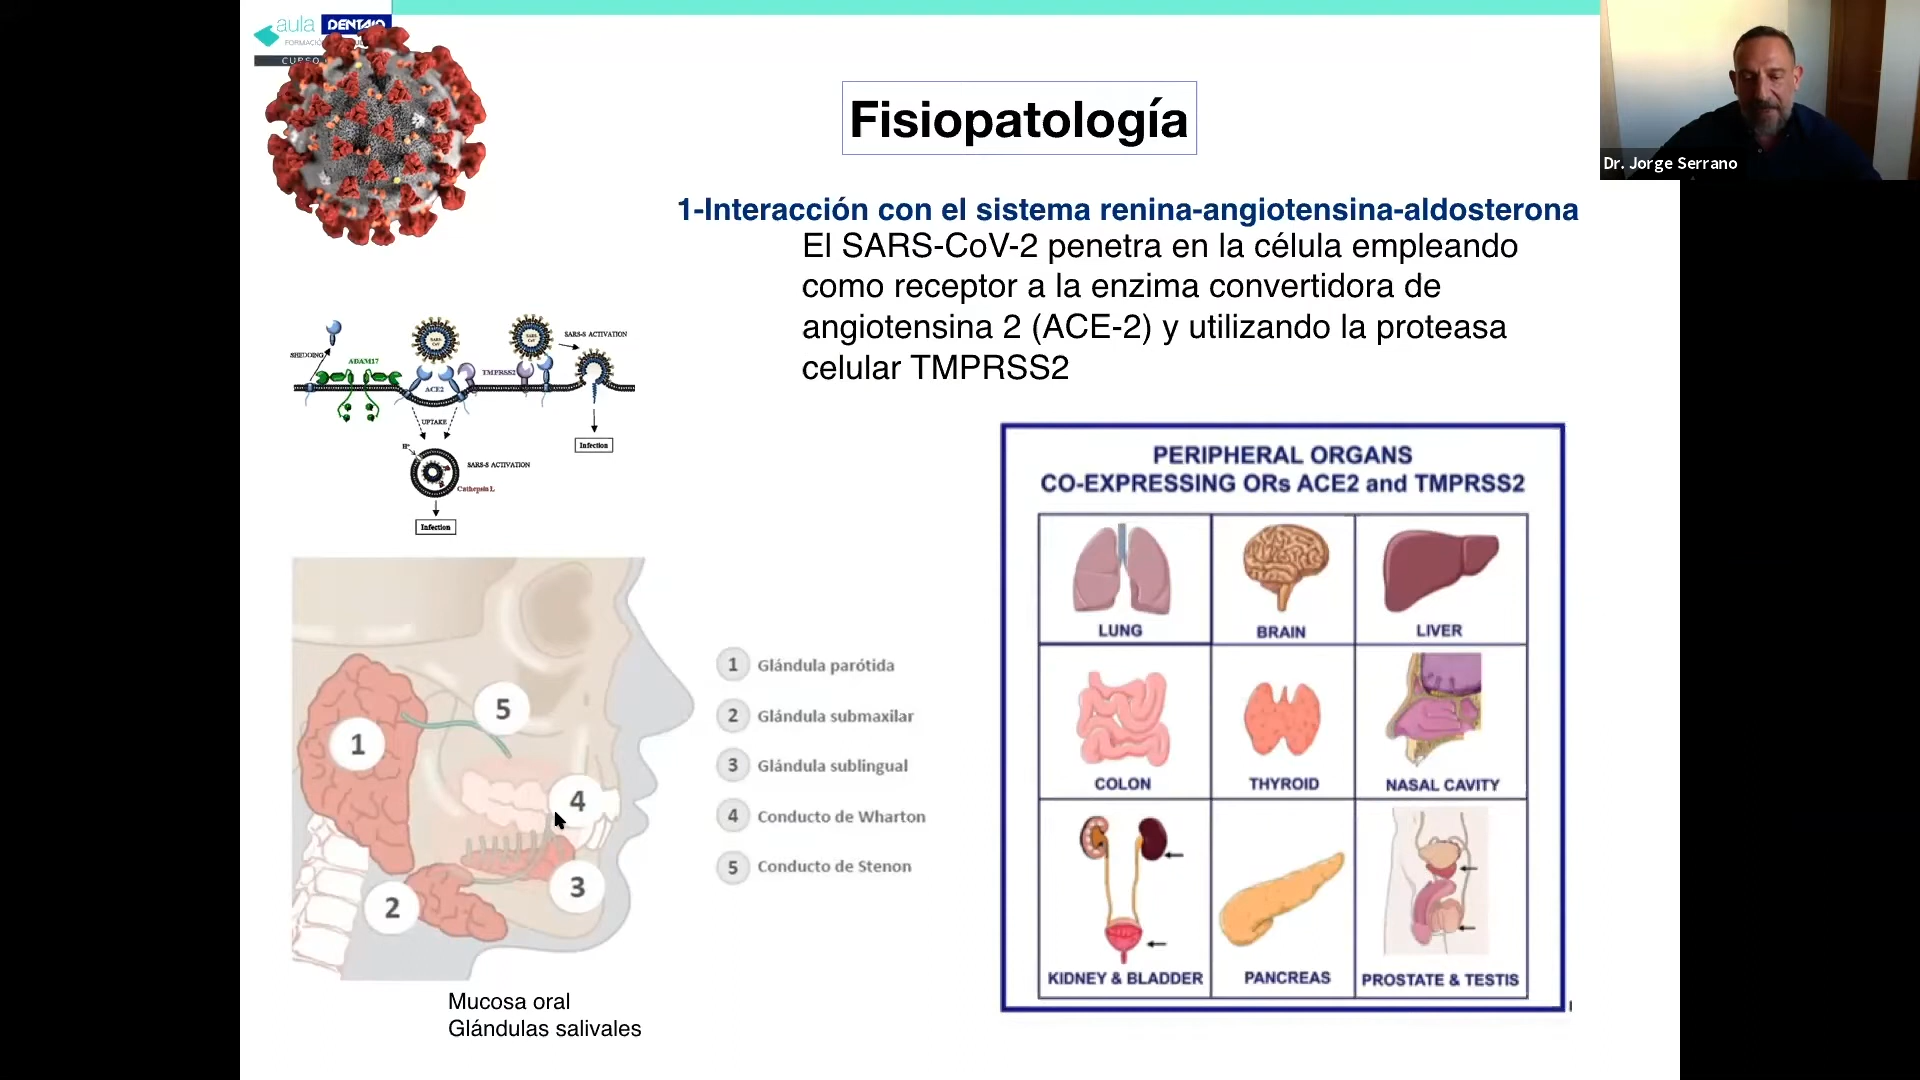 aula DENTAID
CURSO
Dr. Jorge Serrano
Fisiopatología
1-Interacción con el sistema renina-angiotensina-aldosterona
El SARS-CoV-2 penetra en la célula empleando
como receptor a la enzima convertidora de
angiotensina 2 (ACE-2) y utilizando la proteasa
celular TMPRSS2
SHEDDING
ADAM17
SARS-CoV
ACE2
TMPRSS2
SARS-CoV
SARS-S ACTIVATION
UPTAKE
Infection
H+
SARS-S ACTIVATION
Cathepsin L
Infection
1
2
3
4
5
1 Glándula parótida
2 Glándula submaxilar
3 Glándula sublingual
4 Conducto de Wharton
5 Conducto de Stenon
Mucosa oral
Glándulas salivales
PERIPHERAL ORGANS
CO-EXPRESSING ORs ACE2 and TMPRSS2
LUNG
BRAIN
LIVER
COLON
THYROID
NASAL CAVITY
KIDNEY & BLADDER
PANCREAS
PROSTATE & TESTIS